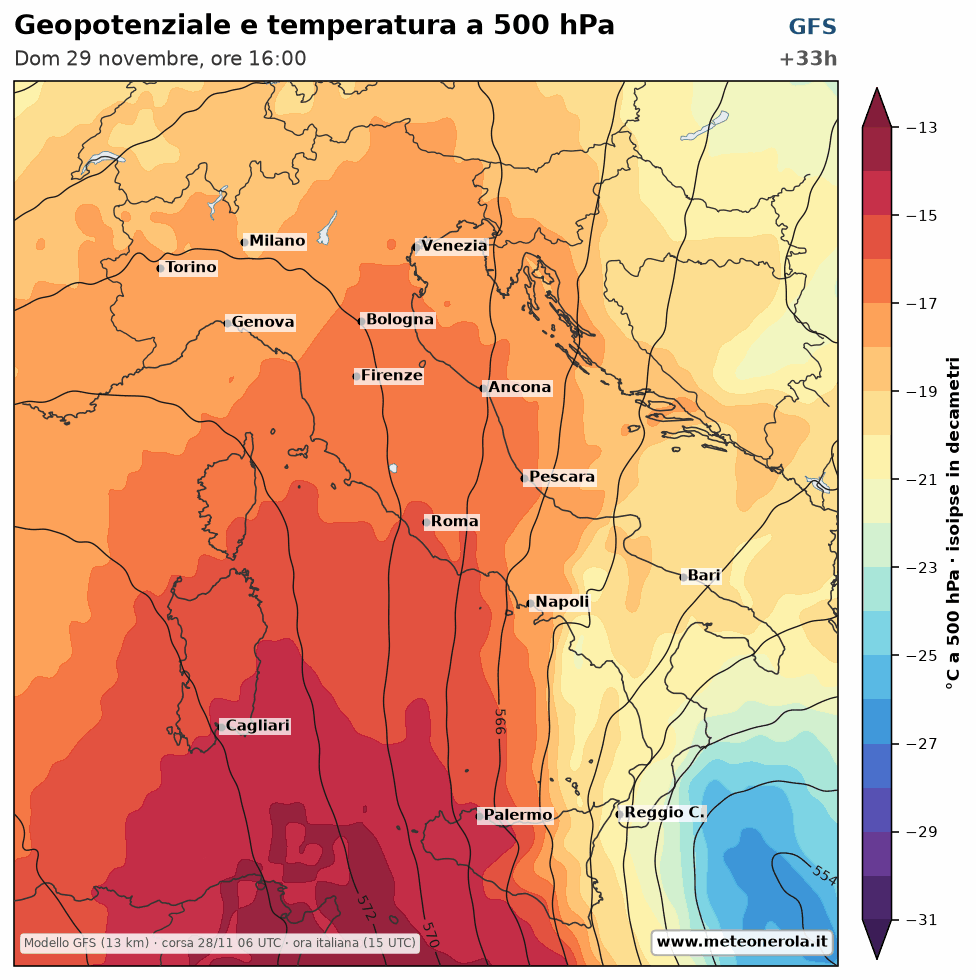 Geopotenziale e temperatura a 500 hPa
GFS
Dom 29 novembre, ore 16:00
+33h
Milano
Venezia
Torino
Genova
Bologna
Firenze
Ancona
Pescara
Roma
Bari
Napoli
566
Cagliari
Palermo
Reggio C.
554
572
570
Modello GFS (13 km) · corsa 28/11 06 UTC · ora italiana (15 UTC)
www.meteonerola.it
−13
−15
−17
−19
−21
−23
−25
−27
−29
−31
°C a 500 hPa · isoipse in decametri